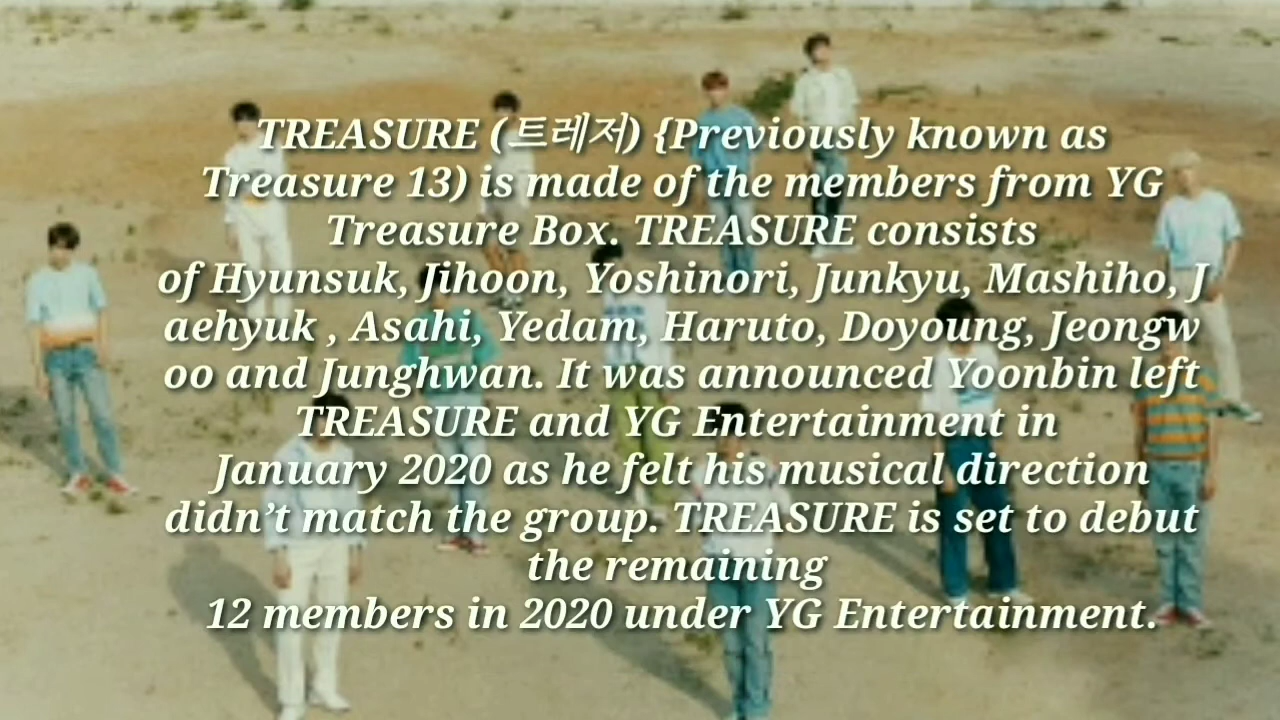 TREASURE (트레저) {Previously known as
Treasure 13) is made of the members from YG
Treasure Box. TREASURE consists
of Hyunsuk, Jihoon, Yoshinori, Junkyu, Mashiho, J
aehyuk , Asahi, Yedam, Haruto, Doyoung, Jeongw
oo and Junghwan. It was announced Yoonbin left
TREASURE and YG Entertainment in
January 2020 as he felt his musical direction
didn’t match the group. TREASURE is set to debut
the remaining
12 members in 2020 under YG Entertainment.